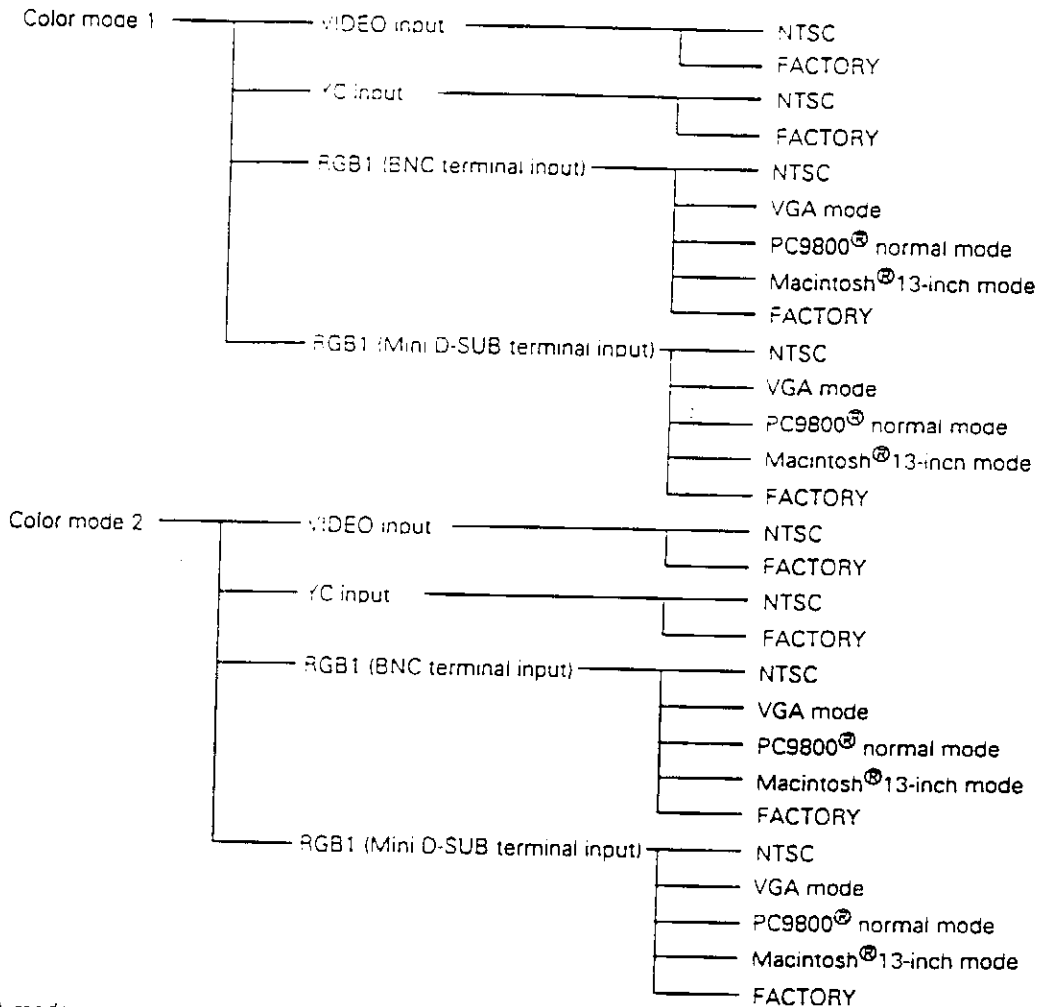 Color mode 1 VIDEO input NTSC
FACTORY
YC input NTSC
FACTORY
RGB1 (BNC terminal input) NTSC
VGA mode
PC9800® normal mode
Macintosh® 13-inch mode
FACTORY
RGB1 (Mini D-SUB terminal input) NTSC
VGA mode
PC9800® normal mode
Macintosh® 13-inch mode
FACTORY
Color mode 2 VIDEO input NTSC
FACTORY
YC input NTSC
FACTORY
RGB1 (BNC terminal input) NTSC
VGA mode
PC9800® normal mode
Macintosh® 13-inch mode
FACTORY
RGB1 (Mini D-SUB terminal input) NTSC
VGA mode
PC9800® normal mode
Macintosh® 13-inch mode
FACTORY